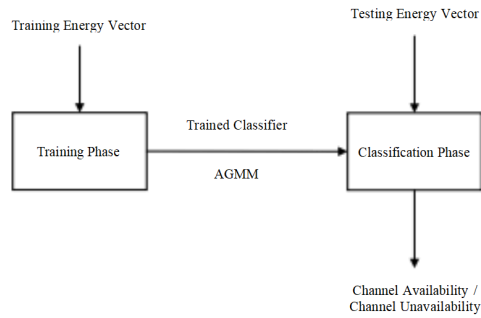 Training Energy Vector
Testing Energy Vector
Trained Classifier
Training Phase
Classification Phase
AGMM
Channel Availability /
Channel Unavailability